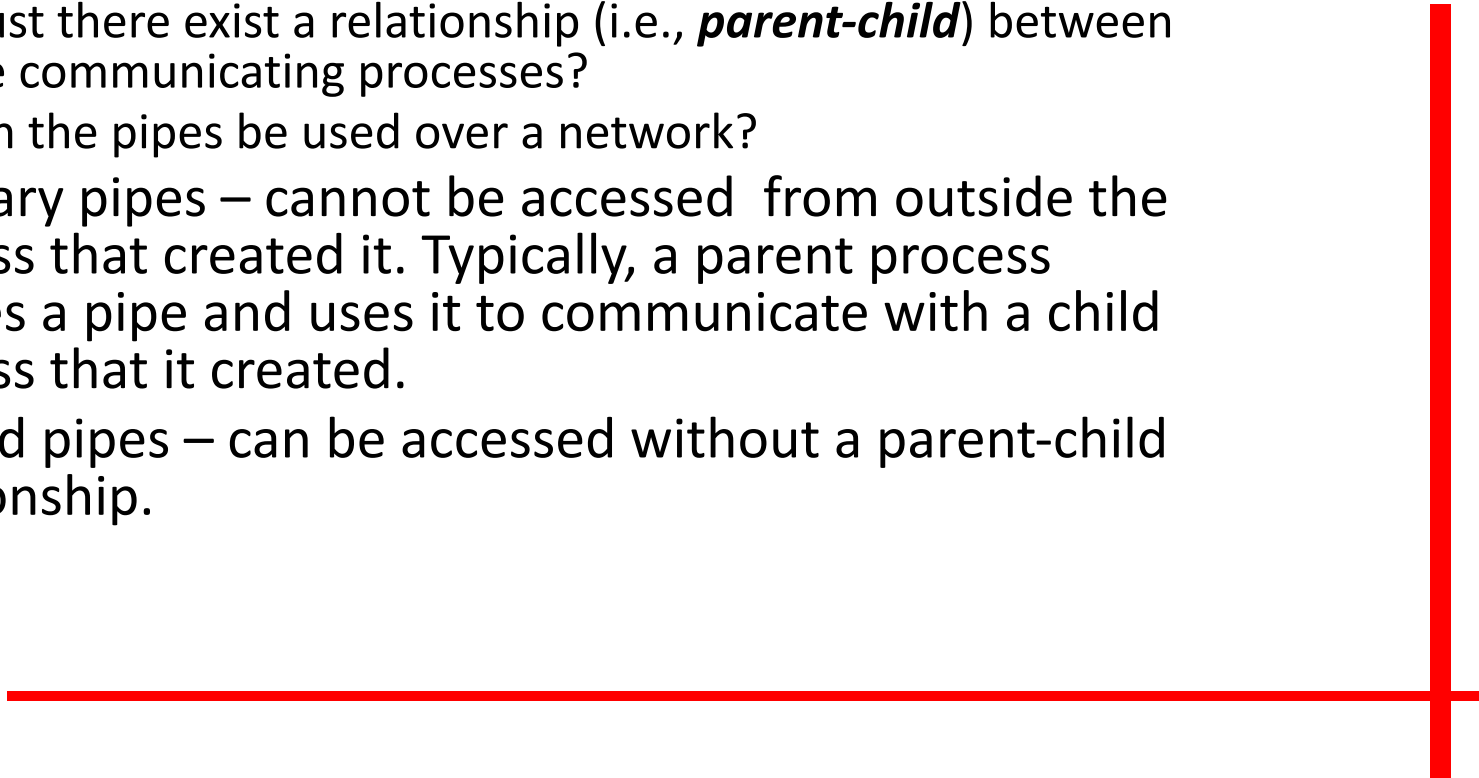 ust there exist a relationship (i.e., parent-child) between
e communicating processes?
n the pipes be used over a network?
ary pipes – cannot be accessed  from outside the
ss that created it. Typically, a parent process
es a pipe and uses it to communicate with a child
ss that it created.
d pipes – can be accessed without a parent-child
onship.